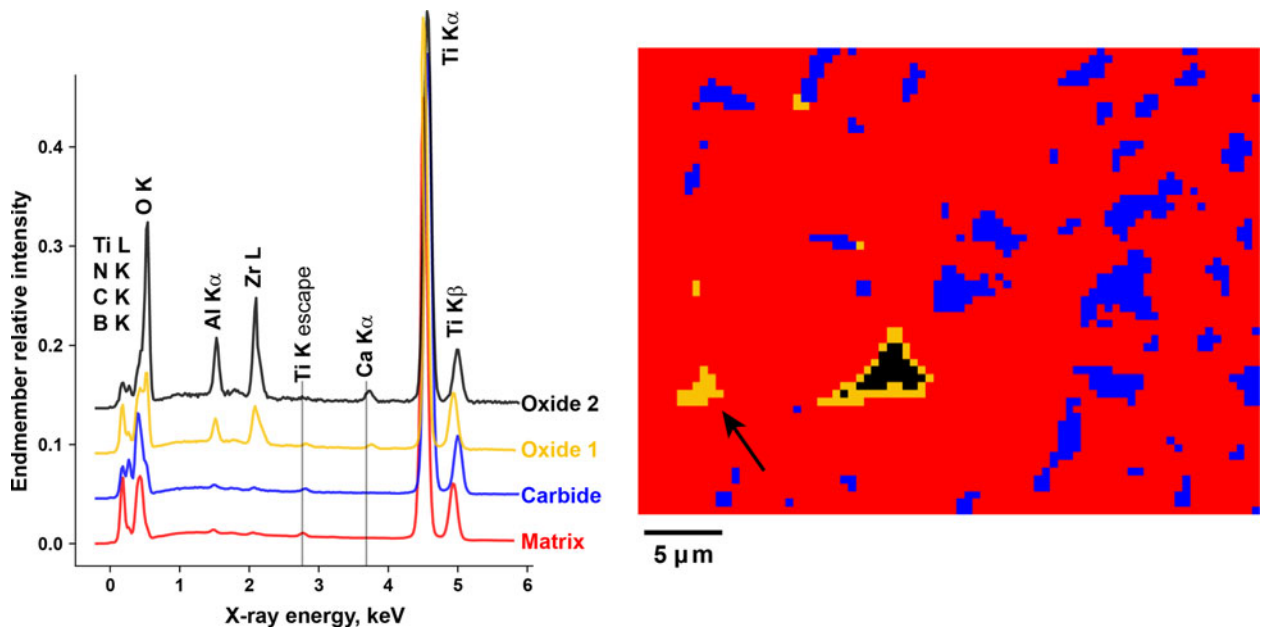 Endmember relative intensity
0.4
0.3
0.2
0.1
0.0
Ti L
N K
C K
B K
O K
Al Kα
Zr L
Ti K escape
Ca Kα
Ti Kα
Ti Kβ
Oxide 2
Oxide 1
Carbide
Matrix
0 1 2 3 4 5 6
X-ray energy, keV
5 µm